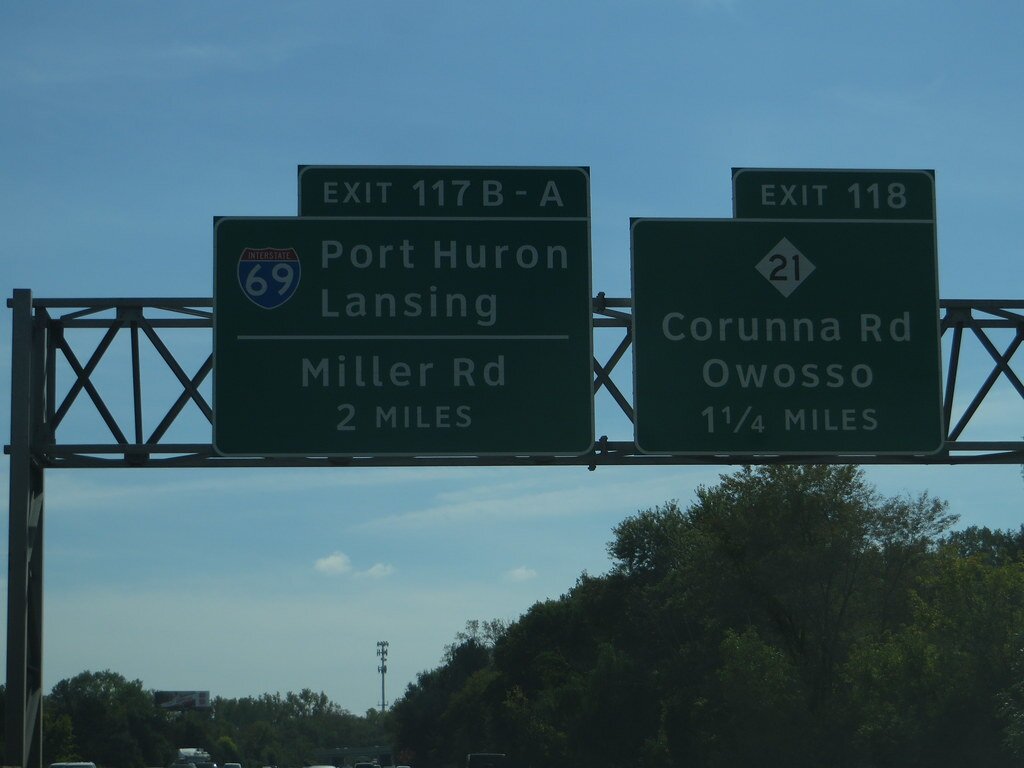 EXIT 117 B - A
INTERSTATE
69
Port Huron
Lansing
Miller Rd
2 MILES
EXIT 118
21
Corunna Rd
Owosso
1 1/4 MILES